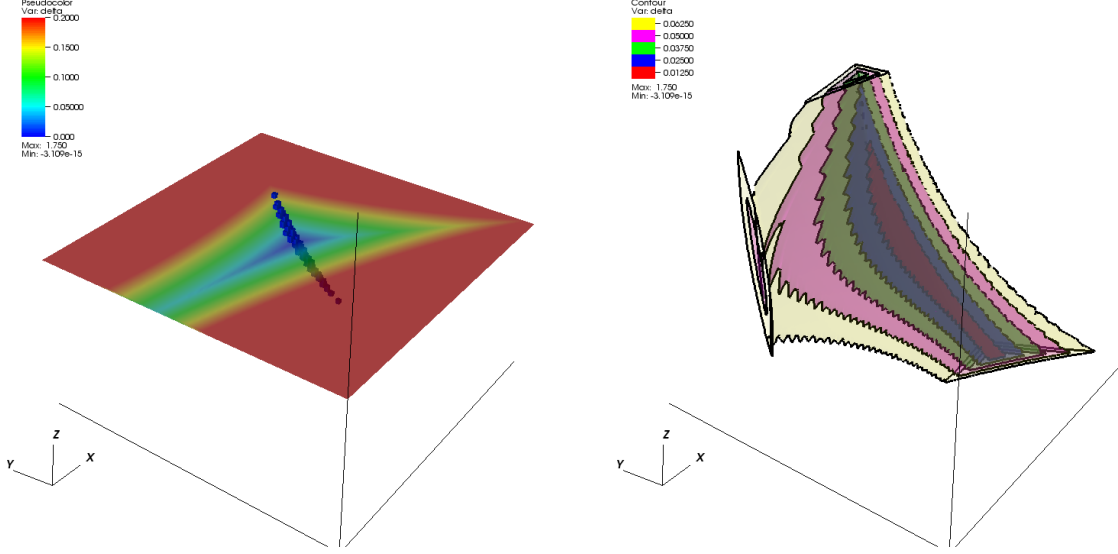 Pseudocolor
Var: delta
0.2000
0.1500
0.1000
0.05000
0.000
Max: 1.750
Min: -3.109e-15
Z
Y
X
Contour
Var: delta
0.06250
0.05000
0.03750
0.02500
0.01250
Max: 1.750
Min: -3.109e-15
Z
Y
X